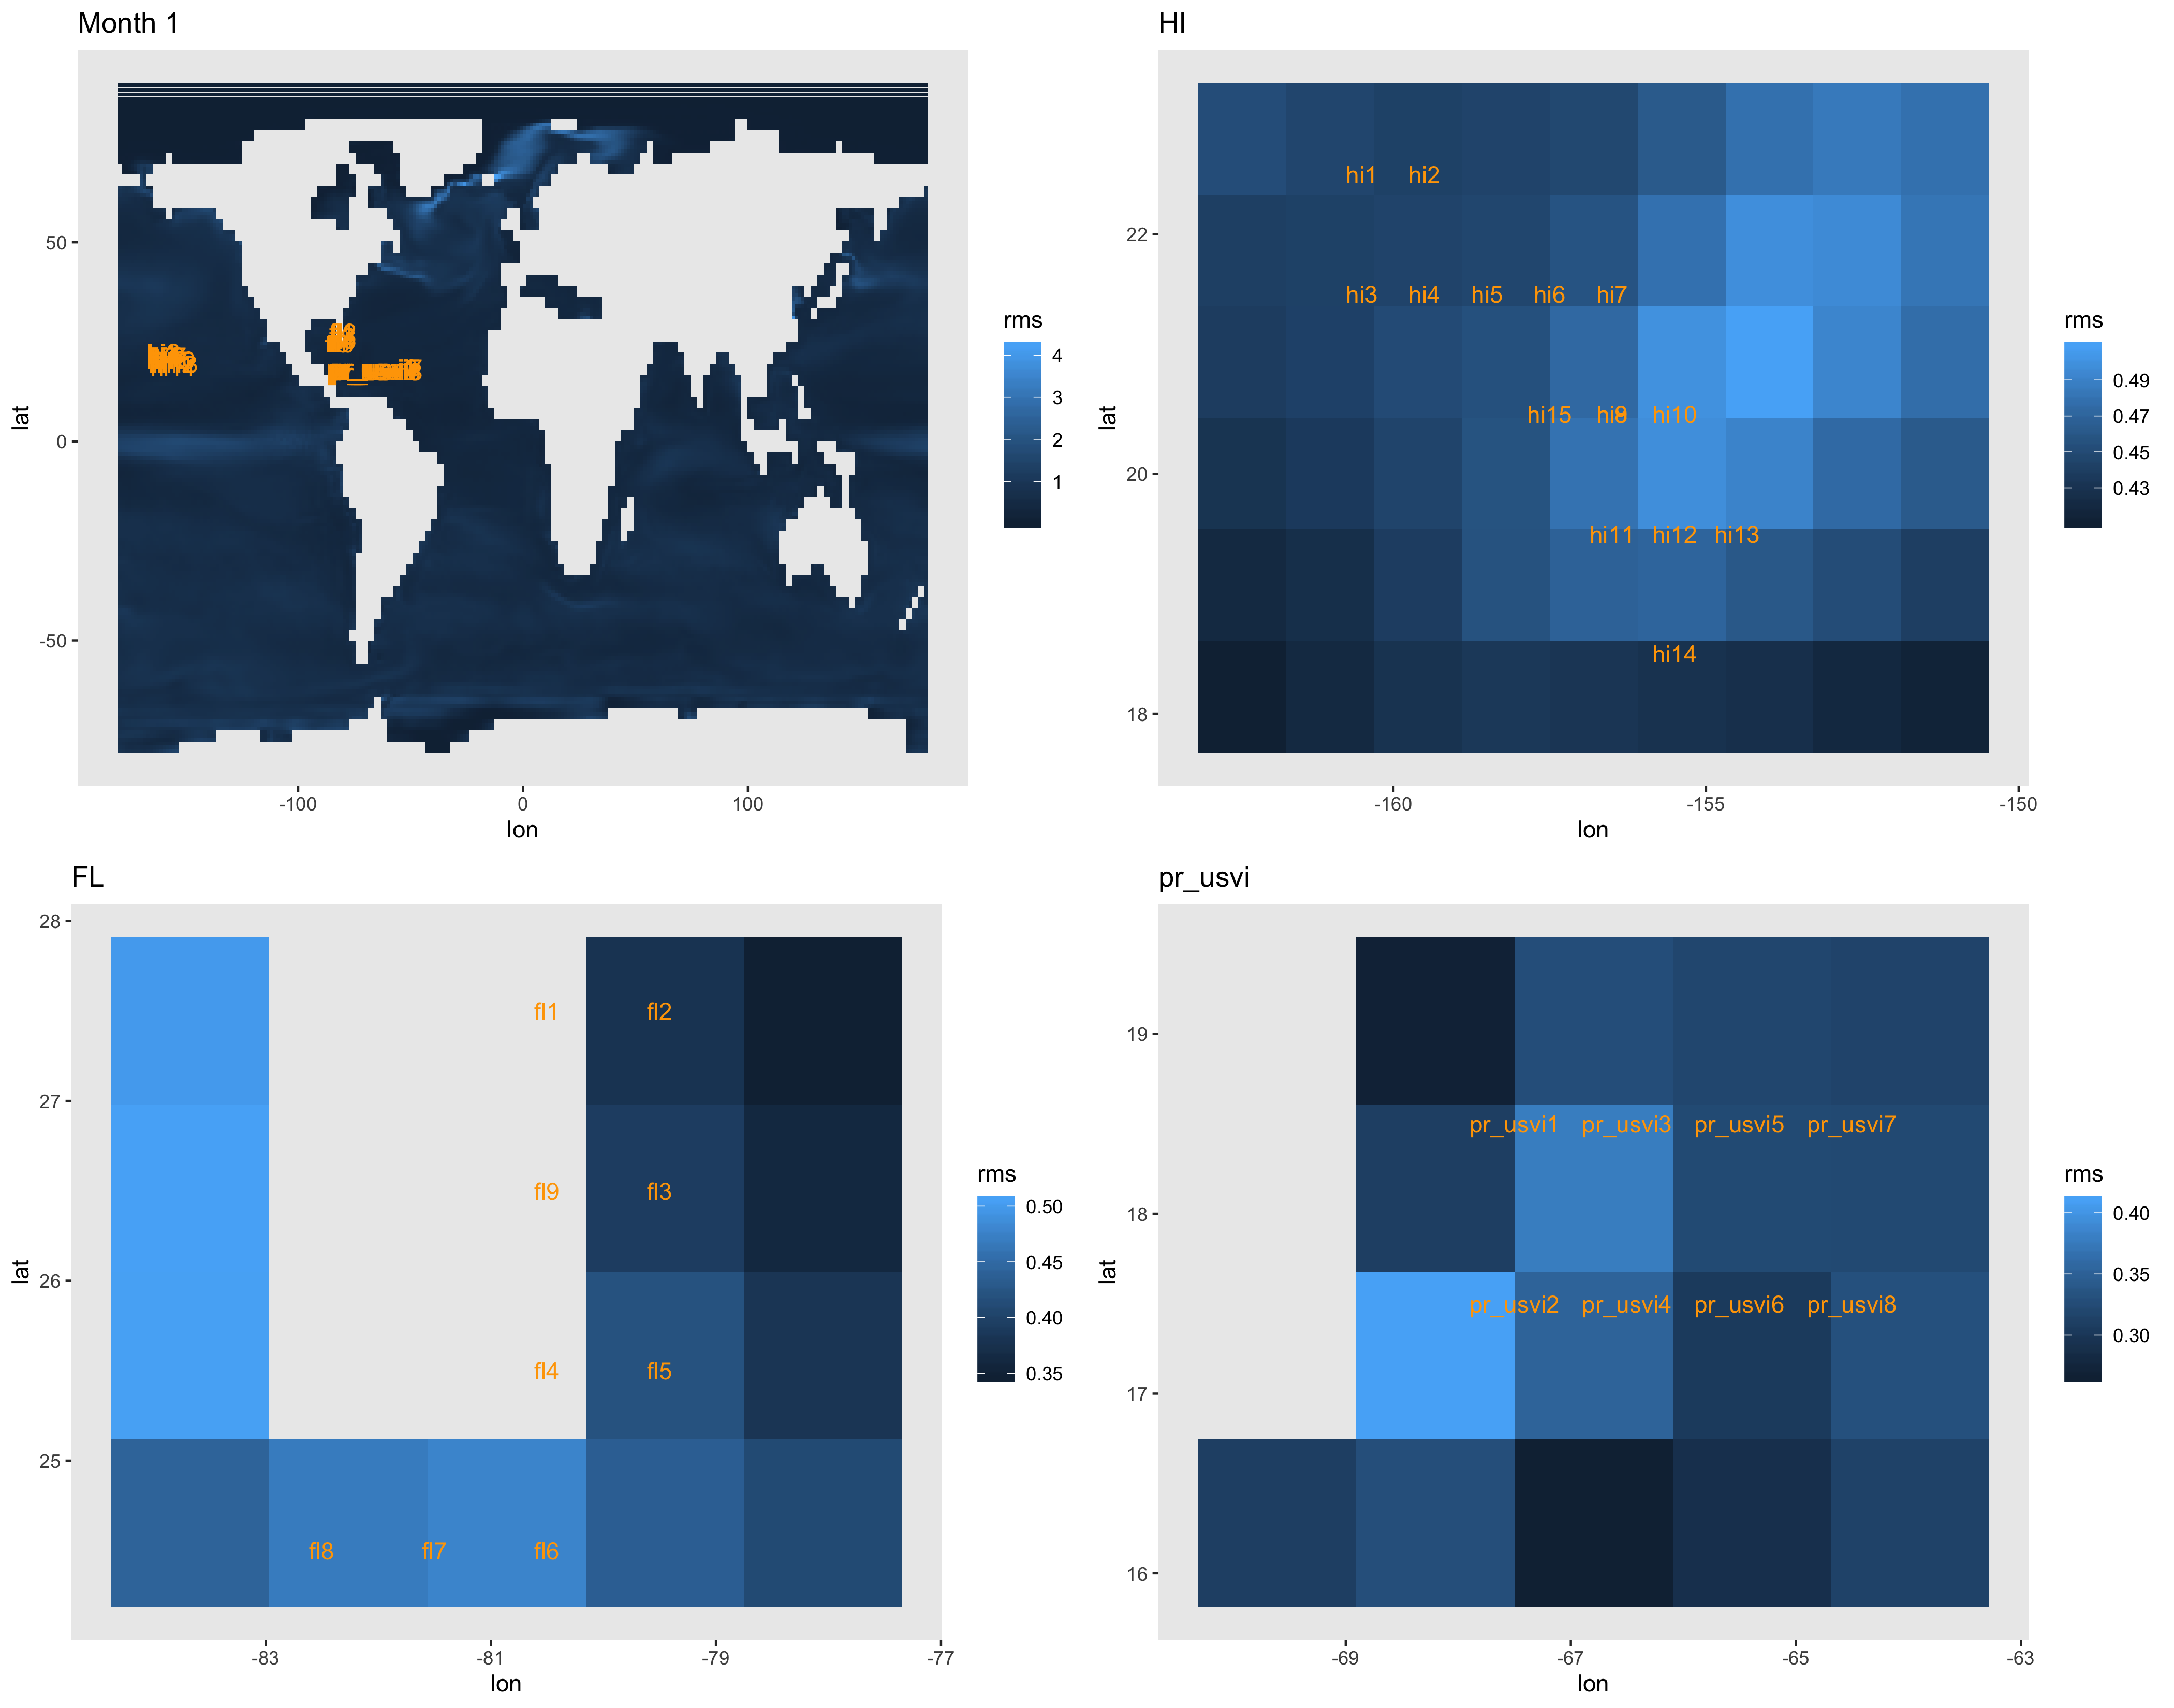 Month 1
lat
50
0
-50
-100
0
100
lon
rms
4
3
2
1
HI
lat
22
20
18
hi1 hi2
hi3 hi4 hi5 hi6 hi7
hi15 hi9 hi10
hi11 hi12 hi13
hi14
-160
-155
-150
lon
rms
0.49
0.47
0.45
0.43
FL
lat
28
27
26
25
fl1 fl2
fl9 fl3
fl4 fl5
fl8 fl7 fl6
-83
-81
-79
-77
lon
rms
0.50
0.45
0.40
0.35
pr_usvi
lat
19
18
17
16
pr_usvi1 pr_usvi3 pr_usvi5 pr_usvi7
pr_usvi2 pr_usvi4 pr_usvi6 pr_usvi8
-69
-67
-65
-63
lon
rms
0.40
0.35
0.30